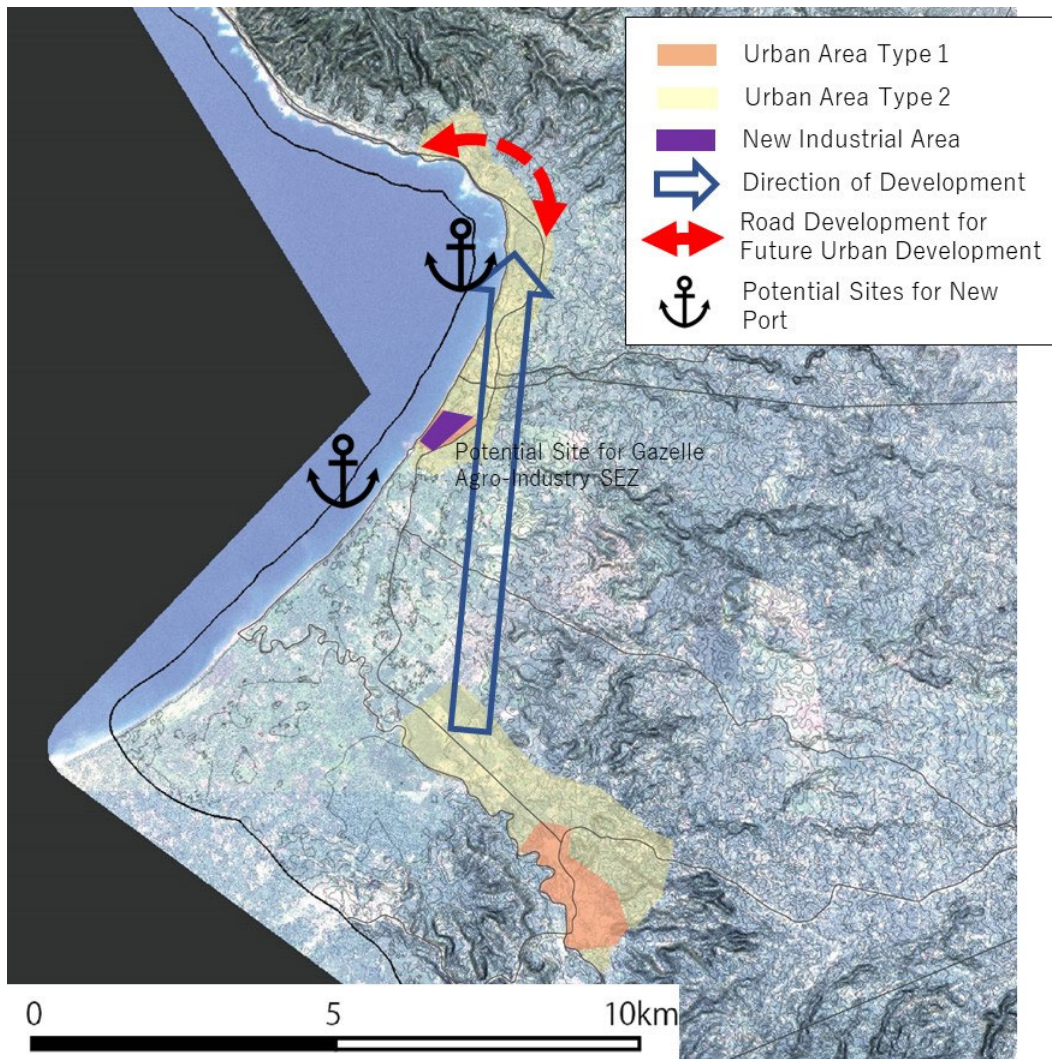 Urban Area Type 1
Urban Area Type 2
New Industrial Area
Direction of Development
Road Development for
Future Urban Development
Potential Sites for New
Port
Potential Site for Gazelle
Agro-Industry SEZ
0 5 10km